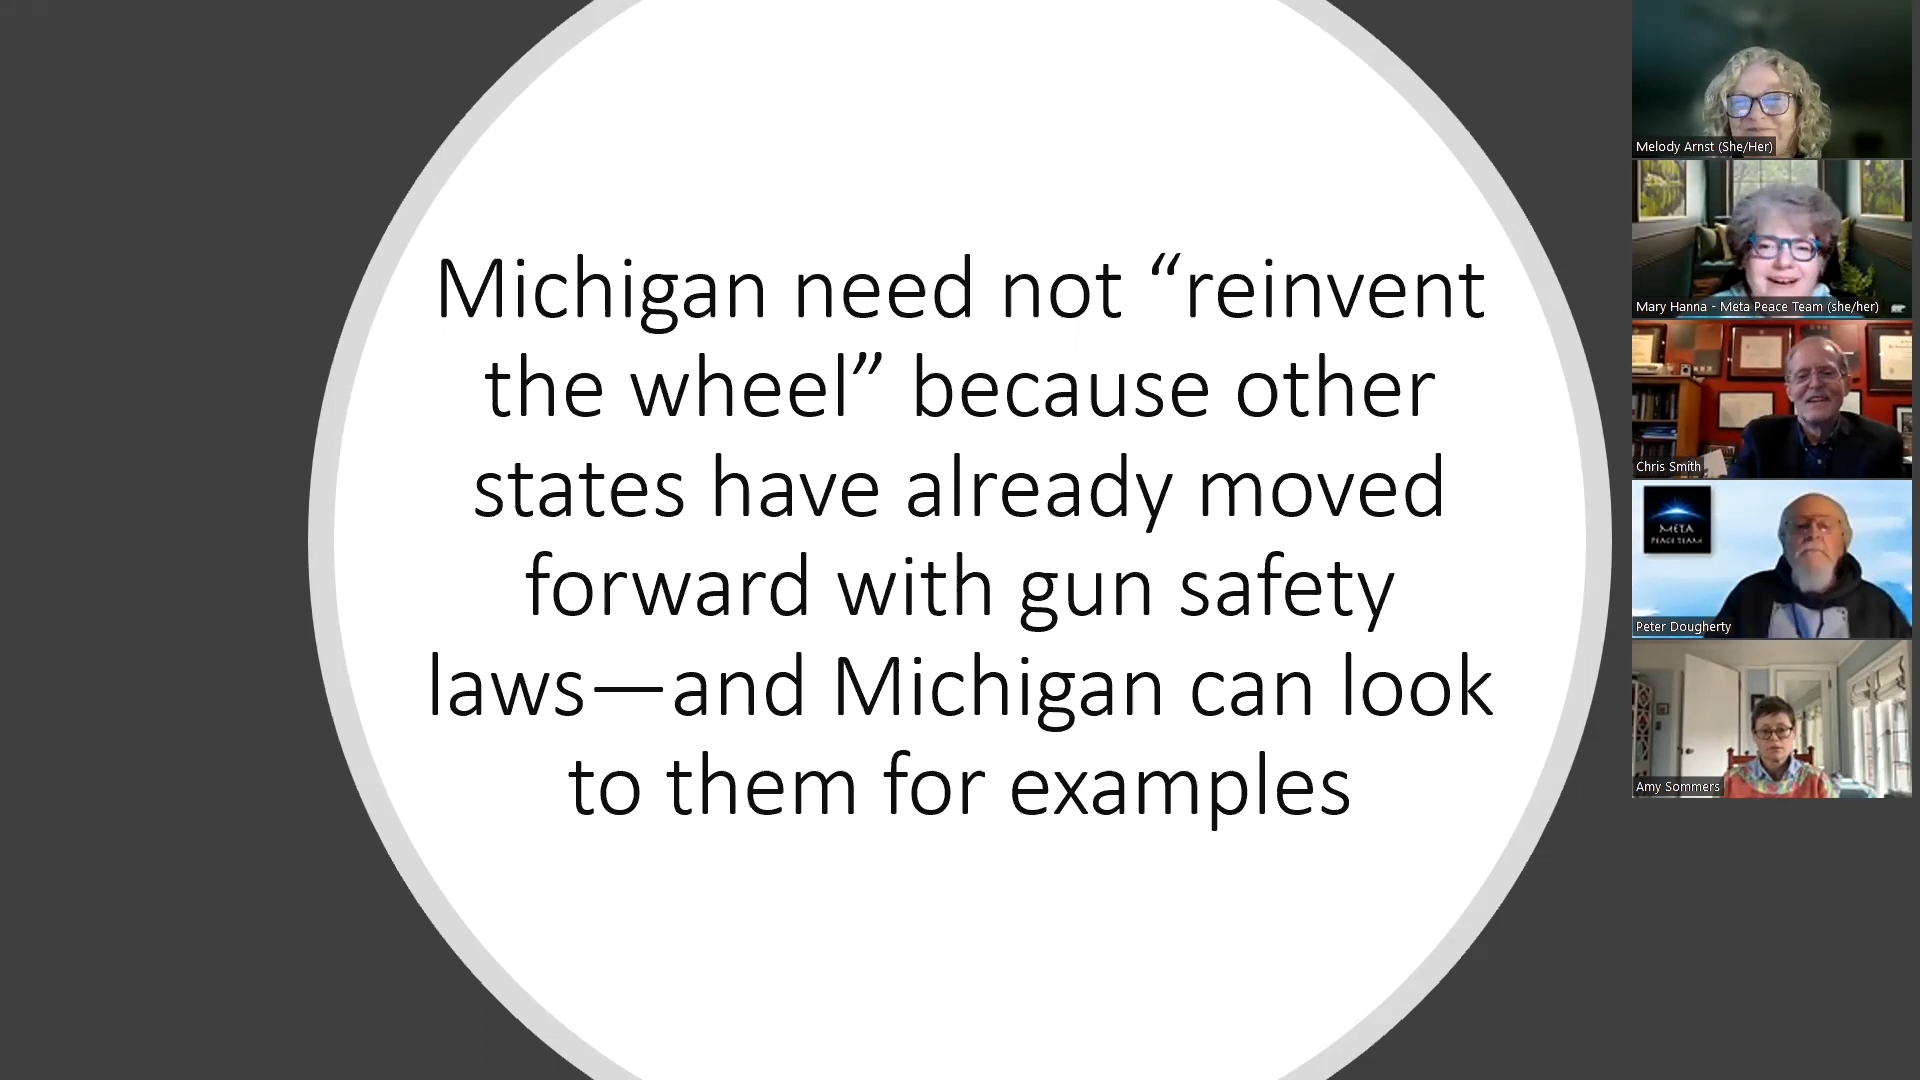 Michigan need not “reinvent
the wheel” because other
states have already moved
forward with gun safety
laws—and Michigan can look
to them for examples
Melody Arnst (She/Her)
Mary Hanna - Meta Peace Team (she/her)
Chris Smith
META
PEACE TEAM
Peter Dougherty
Amy Sommers